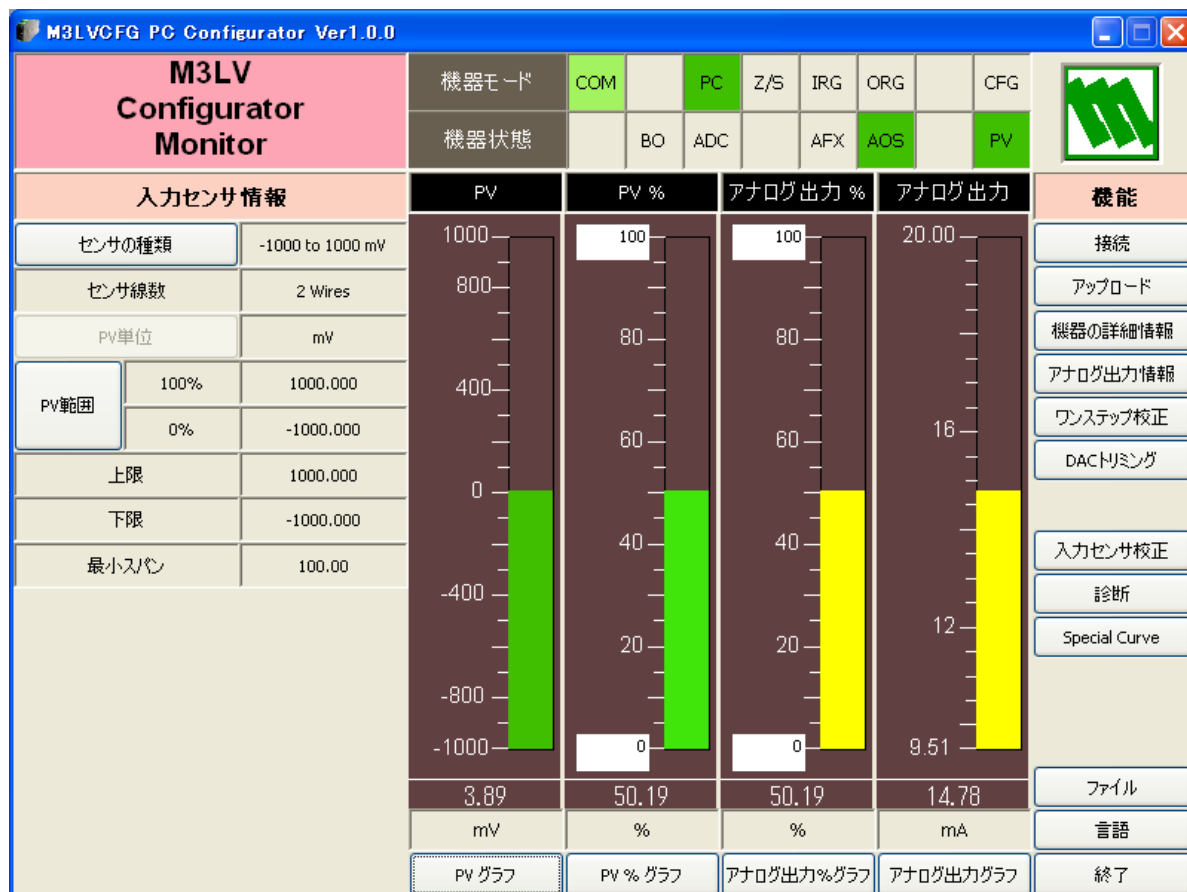 M3LVCFG PC Configurator Ver1.0.0
M3LV
Configurator
Monitor
機器モード
COM
PC
Z/S
IRG
ORG
CFG
機器状態
BO
ADC
AFX
AOS
PV
入力センサ情報
センサの種類
-1000 to 1000 mV
センサ線数
2 Wires
PV単位
mV
PV範囲
100%
1000.000
0%
-1000.000
上限
1000.000
下限
-1000.000
最小スパン
100.00
PV
1000
800
400
0
-400
-800
-1000
3.89
mV
PV グラフ
PV %
100
80
60
40
20
0
50.19
%
PV % グラフ
アナログ出力 %
100
80
60
40
20
0
50.19
%
アナログ出力%グラフ
アナログ出力
20.00
16
12
9.51
14.78
mA
アナログ出力グラフ
機能
接続
アップロード
機器の詳細情報
アナログ出力情報
ワンステップ校正
DACトリミング
入力センサ校正
診断
Special Curve
ファイル
言語
終了